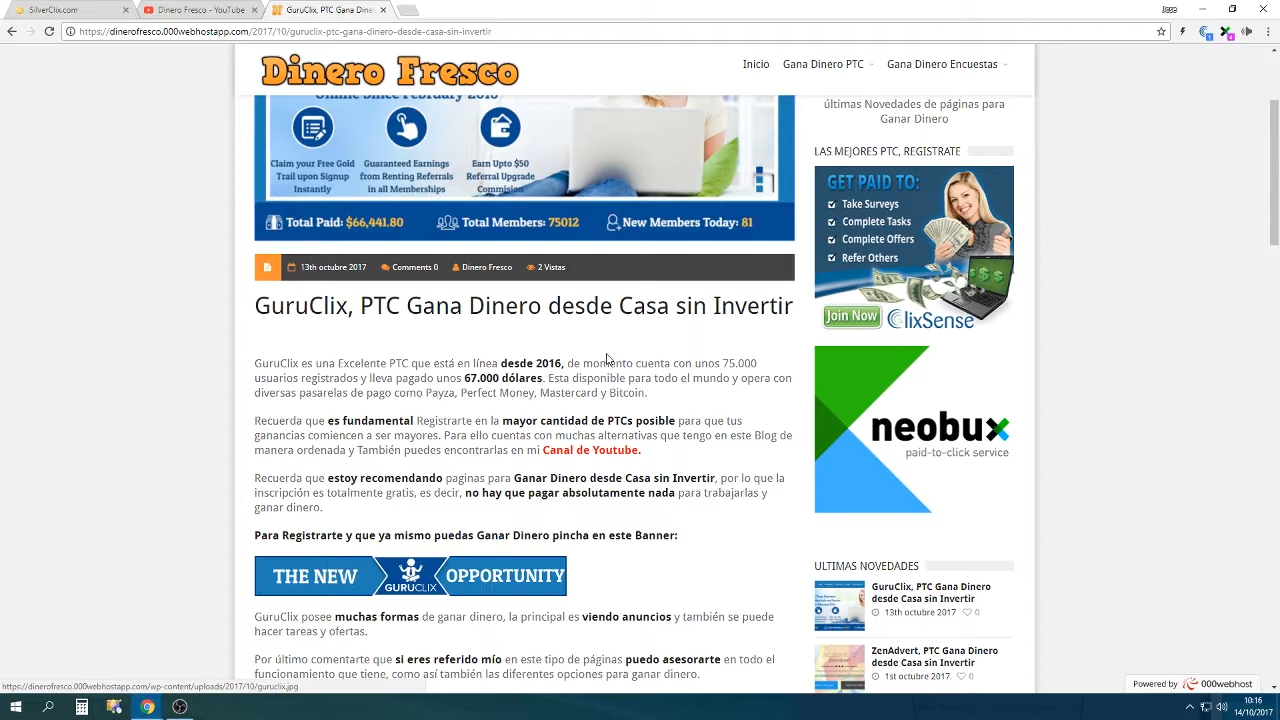 SilverClix.com
Dinero Fresco - YouTube
GuruClix, PTC Gana Diner
https://dinerofresco.000webhostapp.com/2017/10/guruclix-ptc-gana-dinero-desde-casa-sin-invertir
Dinero Fresco
Inicio
Gana Dinero PTC
Gana Dinero Encuestas
Online Since February 2016
Claim your Free Gold
Trail upon Signup
Instantly
Guaranteed Earnings
from Renting Referrals
in all Memberships
Earn Upto $50
Referral Upgrade
Commision
Total Paid: $66,441.80
Total Members: 75012
New Members Today: 81
13th octubre 2017
Comments 0
Dinero Fresco
2 Vistas
GuruClix, PTC Gana Dinero desde Casa sin Invertir
GuruClix es una Excelente PTC que está en línea desde 2016, de momento cuenta con unos 75.000
usuarios registrados y lleva pagado unos 67.000 dólares. Esta disponible para todo el mundo y opera con
diversas pasarelas de pago como Payza, Perfect Money, Mastercard y Bitcoin.
Recuerda que es fundamental Registrarte en la mayor cantidad de PTCs posible para que tus
ganancias comiencen a ser mayores. Para ello cuentas con muchas alternativas que tengo en este Blog de
manera ordenada y También puedes encontrarlas en mi Canal de Youtube.
Recuerda que estoy recomendando paginas para Ganar Dinero desde Casa sin Invertir, por lo que la
inscripción es totalmente gratis, es decir, no hay que pagar absolutamente nada para trabajarlas y
ganar dinero.
Para Registrarte y que ya mismo puedas Ganar Dinero pincha en este Banner:
THE NEW
GURUCLIX
OPPORTUNITY
GuruClix posee muchas formas de ganar dinero, la principal es viendo anuncios y también se puede
hacer tareas y ofertas.
Por último comentarte que si eres referido mío en este tipo de páginas puedo asesorarte en todo el
funcionamiento que tiene, como así también las diferentes opciones para ganar dinero.
últimas Novedades de páginas para
Ganar Dinero
LAS MEJORES PTC, REGISTRATE
GET PAID TO:
Take Surveys
Complete Tasks
Complete Offers
Refer Others
Join Now
ClixSense
neobux
paid-to-click service
ULTIMAS NOVEDADES
GuruClix, PTC Gana Dinero
desde Casa sin Invertir
13th octubre 2017
0
ZenAdvert, PTC Gana Dinero
desde Casa sin Invertir
1st octubre 2017
0
Powered by
000webhost
10:16
14/10/2017